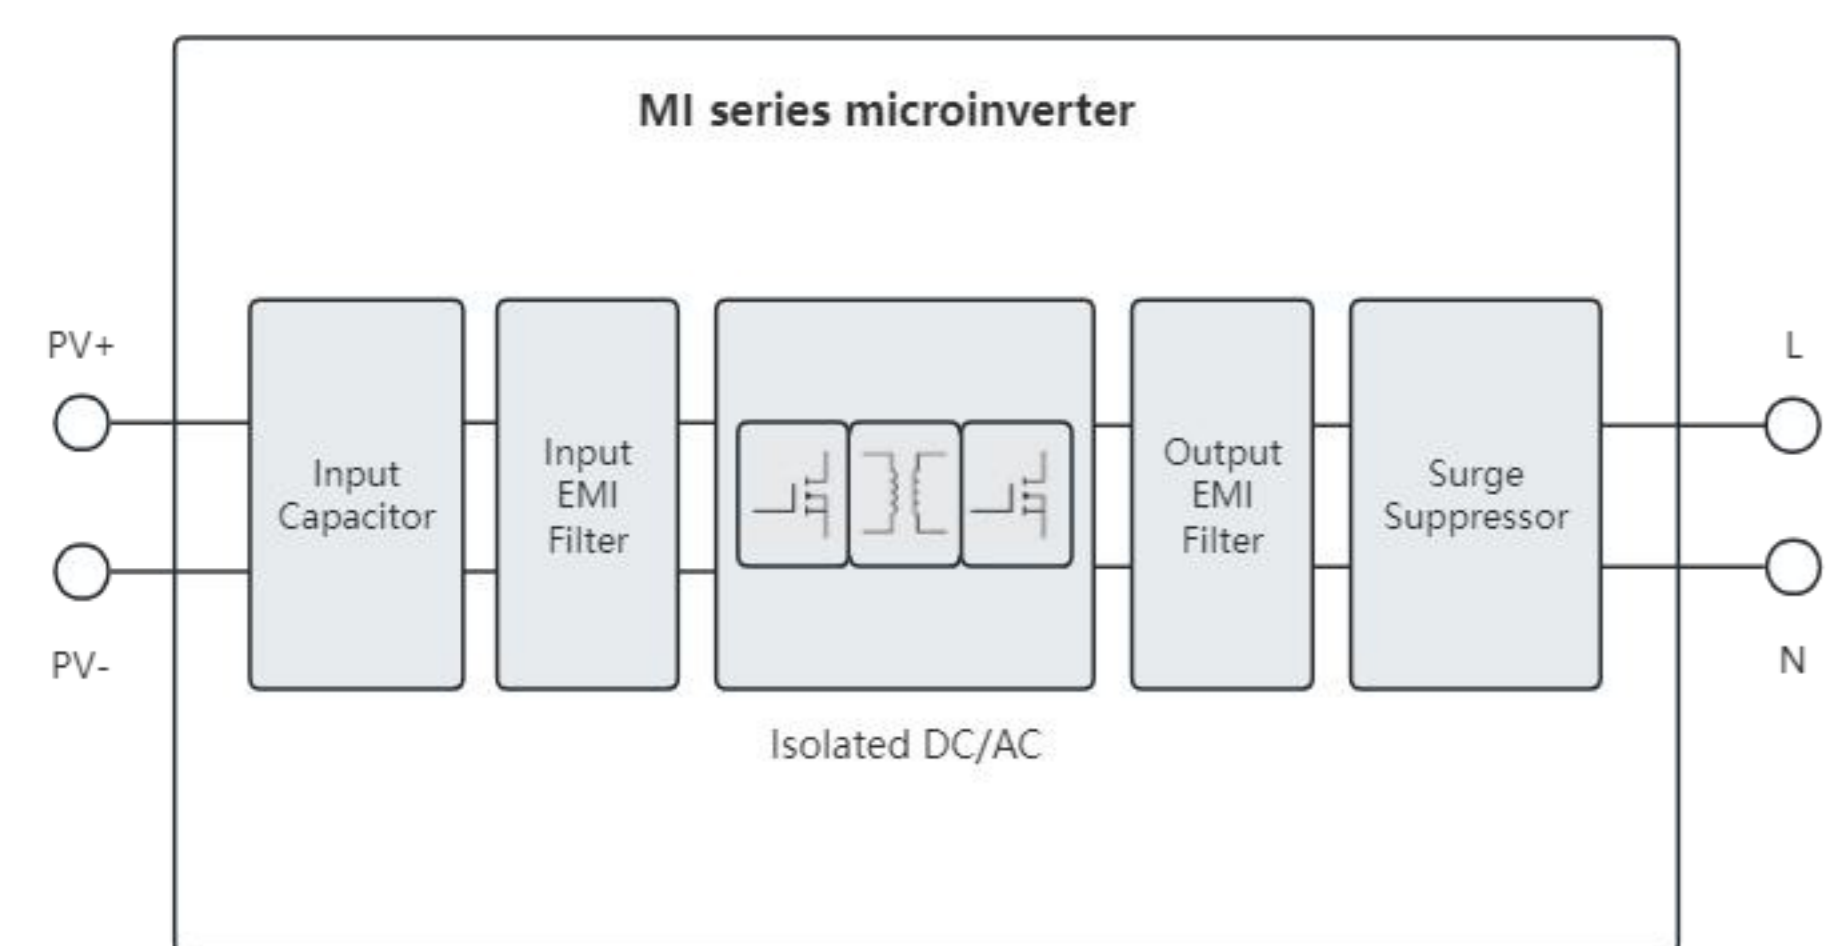 MI series microinverter
PV+
PV-
Input
Capacitor
Input
EMI
Filter
Isolated DC/AC
Output
EMI
Filter
Surge
Suppressor
L
N